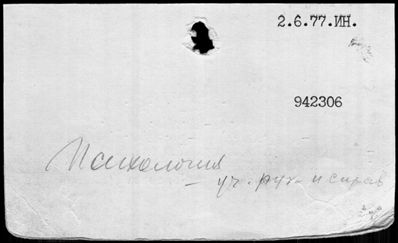 2.6.77.ИН.
942306
Психология
– уч. рук. и справ